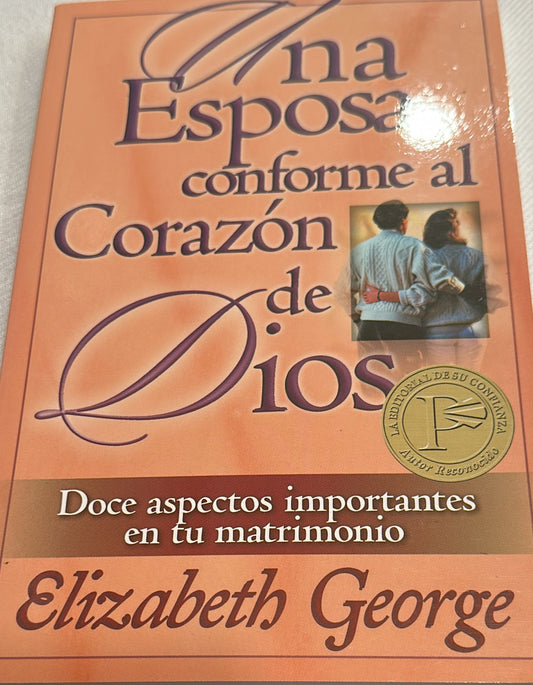 Una
Esposa
conforme al
Corazón
de
Dios
LA EDITORIAL DE SU CONFIANZA
P
Autor Reconocido
Doce aspectos importantes
en tu matrimonio
Elizabeth George